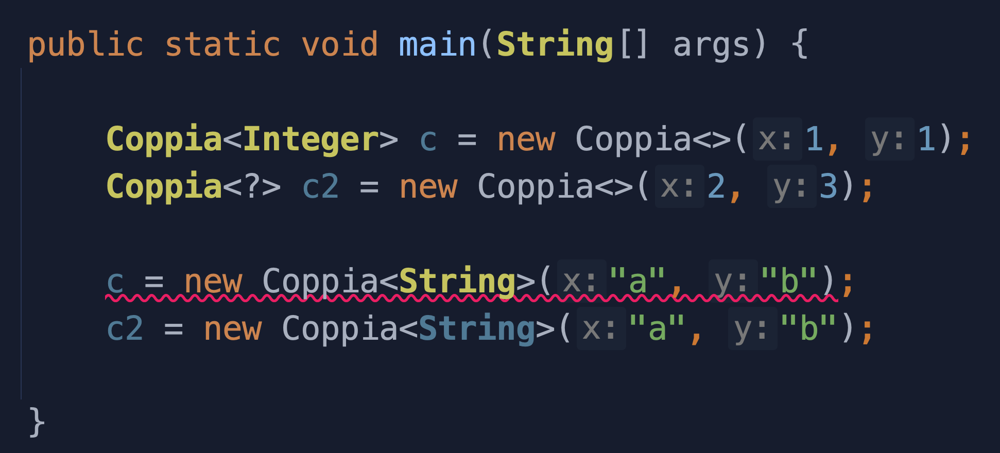 public static void main(String[] args) {
Coppia<Integer> c = new Coppia<>(x: 1, y: 1);
Coppia<?> c2 = new Coppia<>(x: 2, y: 3);
c = new Coppia<String>(x: "a", y: "b");
c2 = new Coppia<String>(x: "a", y: "b");
}